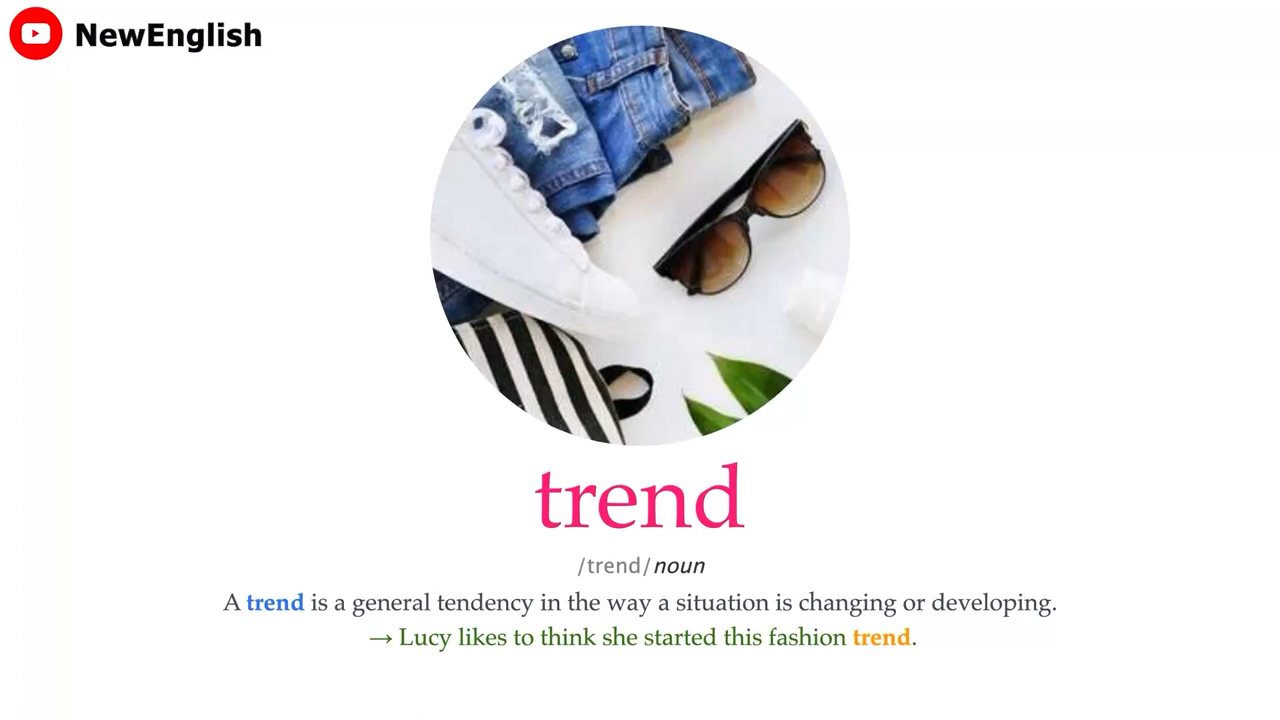 NewEnglish
trend
/trend/ noun
A trend is a general tendency in the way a situation is changing or developing.
→ Lucy likes to think she started this fashion trend.